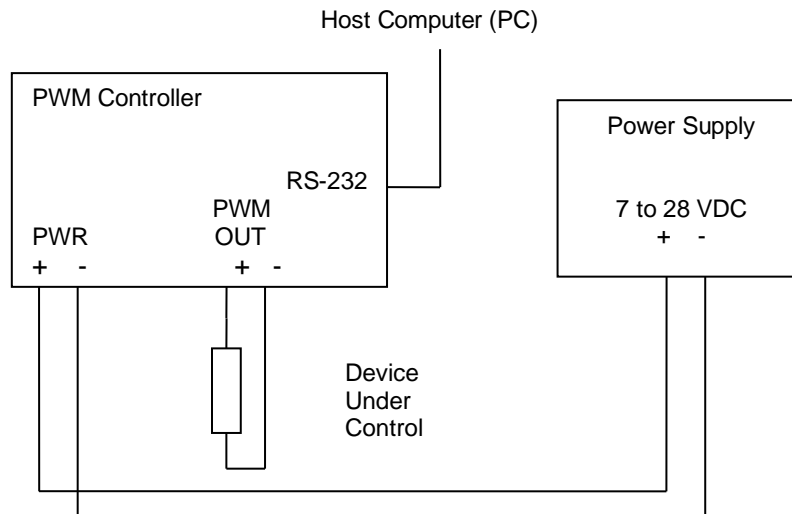 Host Computer (PC)
PWM Controller
RS-232
PWM
OUT
PWR
+ -
+ -
Power Supply
7 to 28 VDC
+ -
Device
Under
Control